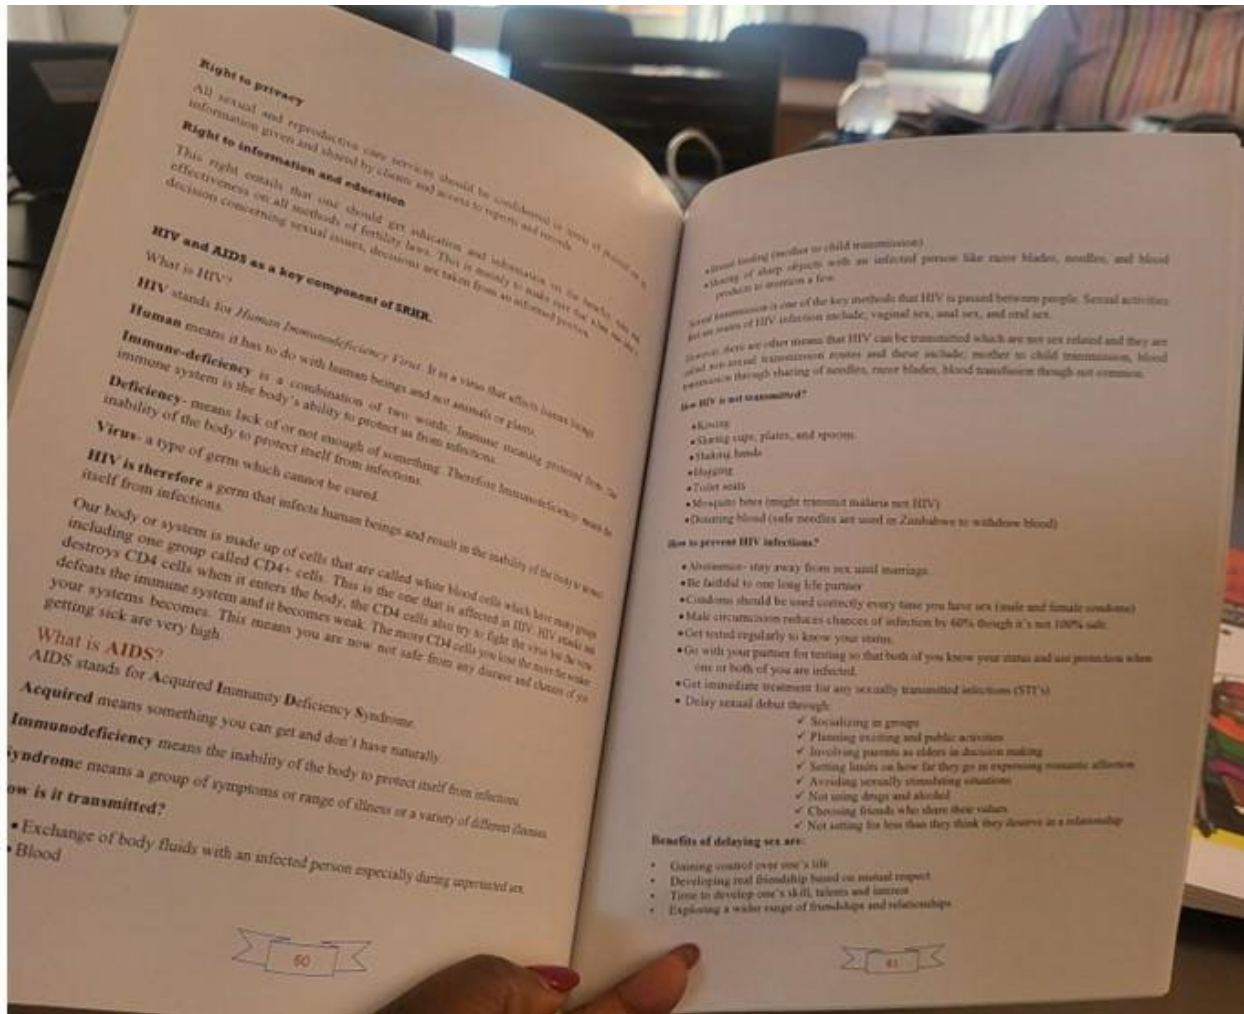 Right to privacy
All sexual and reproductive care services should be confidential in terms of
information given and shared by clients and access to reports and records
Right to information and education
This right entails that one should get education and information on the benefits,
effectiveness on all methods of fertility laws. This is mainly to make sure that when one
decision concerning sexual issues, decisions are taken from an informed position.
HIV and AIDS as a key component of SRHR.
What is HIV?
HIV stands for Human Immunodeficiency Virus. It is a virus that affects human beings
Human means it has to do with human beings and not animals or plants.
Immune-deficiency is a combination of two words. Immune meaning protected from. The
immune system is the body's ability to protect us from infections.
Deficiency- means lack of or not enough of something. Therefore Immunodeficiency means the
inability of the body to protect itself from infections.
Virus- a type of germ which cannot be cured.
HIV is therefore a germ that infects human beings and result in the inability of the body to protect
itself from infections.
Our body or system is made up of cells that are called white blood cells which have many groups
including one group called CD4+ cells. This is the one that is affected in HIV. HIV attacks and
destroys CD4 cells when it enters the body, the CD4 cells also try to fight the virus but the virus
defeats the immune system and it becomes weak. The more CD4 cells you lose the more the weaker
your systems becomes. This means you are now not safe from any disease and chances of you
getting sick are very high.
What is AIDS?
AIDS stands for Acquired Immunity Deficiency Syndrome.
Acquired means something you can get and don't have naturally.
Immunodeficiency means the inability of the body to protect itself from infections.
yndrome means a group of symptoms or range of illness or a variety of different illnesses.
ow is it transmitted?
• Exchange of body fluids with an infected person especially during unprotected sex
• Blood
60
• Breast feeding (mother to child transmission)
• Sharing of sharp objects with an infected person like razor blades, needles, and blood
products to mention a few.
Sexual transmission is one of the key methods that HIV is passed between people. Sexual activities
that are routes of HIV infection include; vaginal sex, anal sex, and oral sex.
However, there are other means that HIV can be transmitted which are not sex related and they are
called non-sexual transmission routes and these include; mother to child transmission, blood
transmission through sharing of needles, razor blades, blood transfusion though not common.
How HIV is not transmitted?
• Kissing
• Sharing cups, plates, and spoons.
• Shaking hands
• Hugging
• Toilet seats
• Mosquito bites (might transmit malaria not HIV)
• Donating blood (safe needles are used in Zimbabwe to withdraw blood)
How to prevent HIV infections?
• Abstinence- stay away from sex until marriage.
• Be faithful to one long life partner
• Condoms should be used correctly every time you have sex (male and female condoms)
• Male circumcision reduces chances of infection by 60% though it's not 100% safe.
• Get tested regularly to know your status.
• Go with your partner for testing so that both of you know your status and use protection when
one or both of you are infected.
• Get immediate treatment for any sexually transmitted infections (STI's)
• Delay sexual debut through:
✓ Socializing in groups
✓ Planning exciting and public activities
✓ Involving parents as elders in decision making
✓ Setting limits on how far they go in expressing romantic affection
✓ Avoiding sexually stimulating situations
✓ Not using drugs and alcohol
✓ Choosing friends who share their values
✓ Not settling for less than they think they deserve in a relationship
Benefits of delaying sex are:
• Gaining control over one's life
• Developing real friendship based on mutual respect
• Time to develop one's skill, talents and interest
• Exploring a wider range of friendships and relationships
61